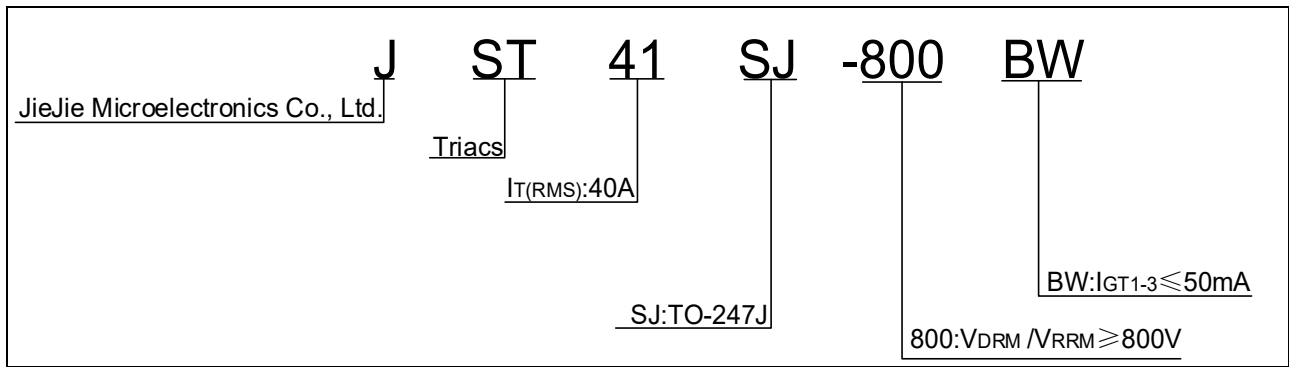 J ST 41 SJ -800 BW
JieJie Microelectronics Co., Ltd.
Triacs
IT(RMS):40A
BW:IGT1-3≤50mA
SJ:TO-247J
800:VDRM /VRRM≥800V